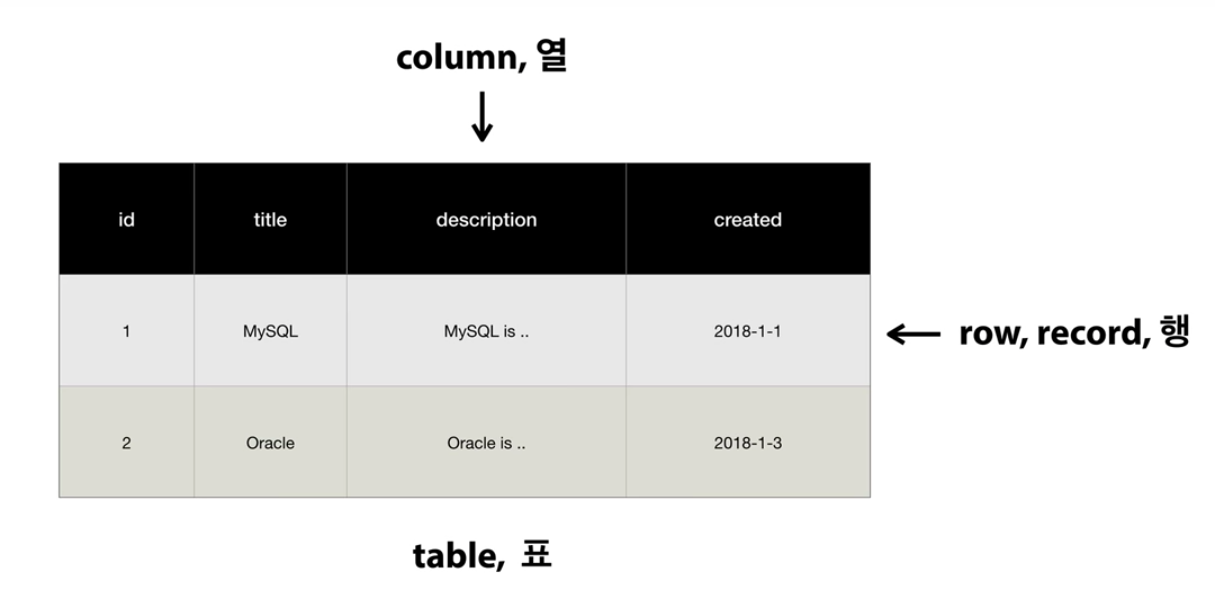 column, 열
id title description created
1 MySQL MySQL is .. 2018-1-1
row, record, 행
2 Oracle Oracle is .. 2018-1-3
table, 표